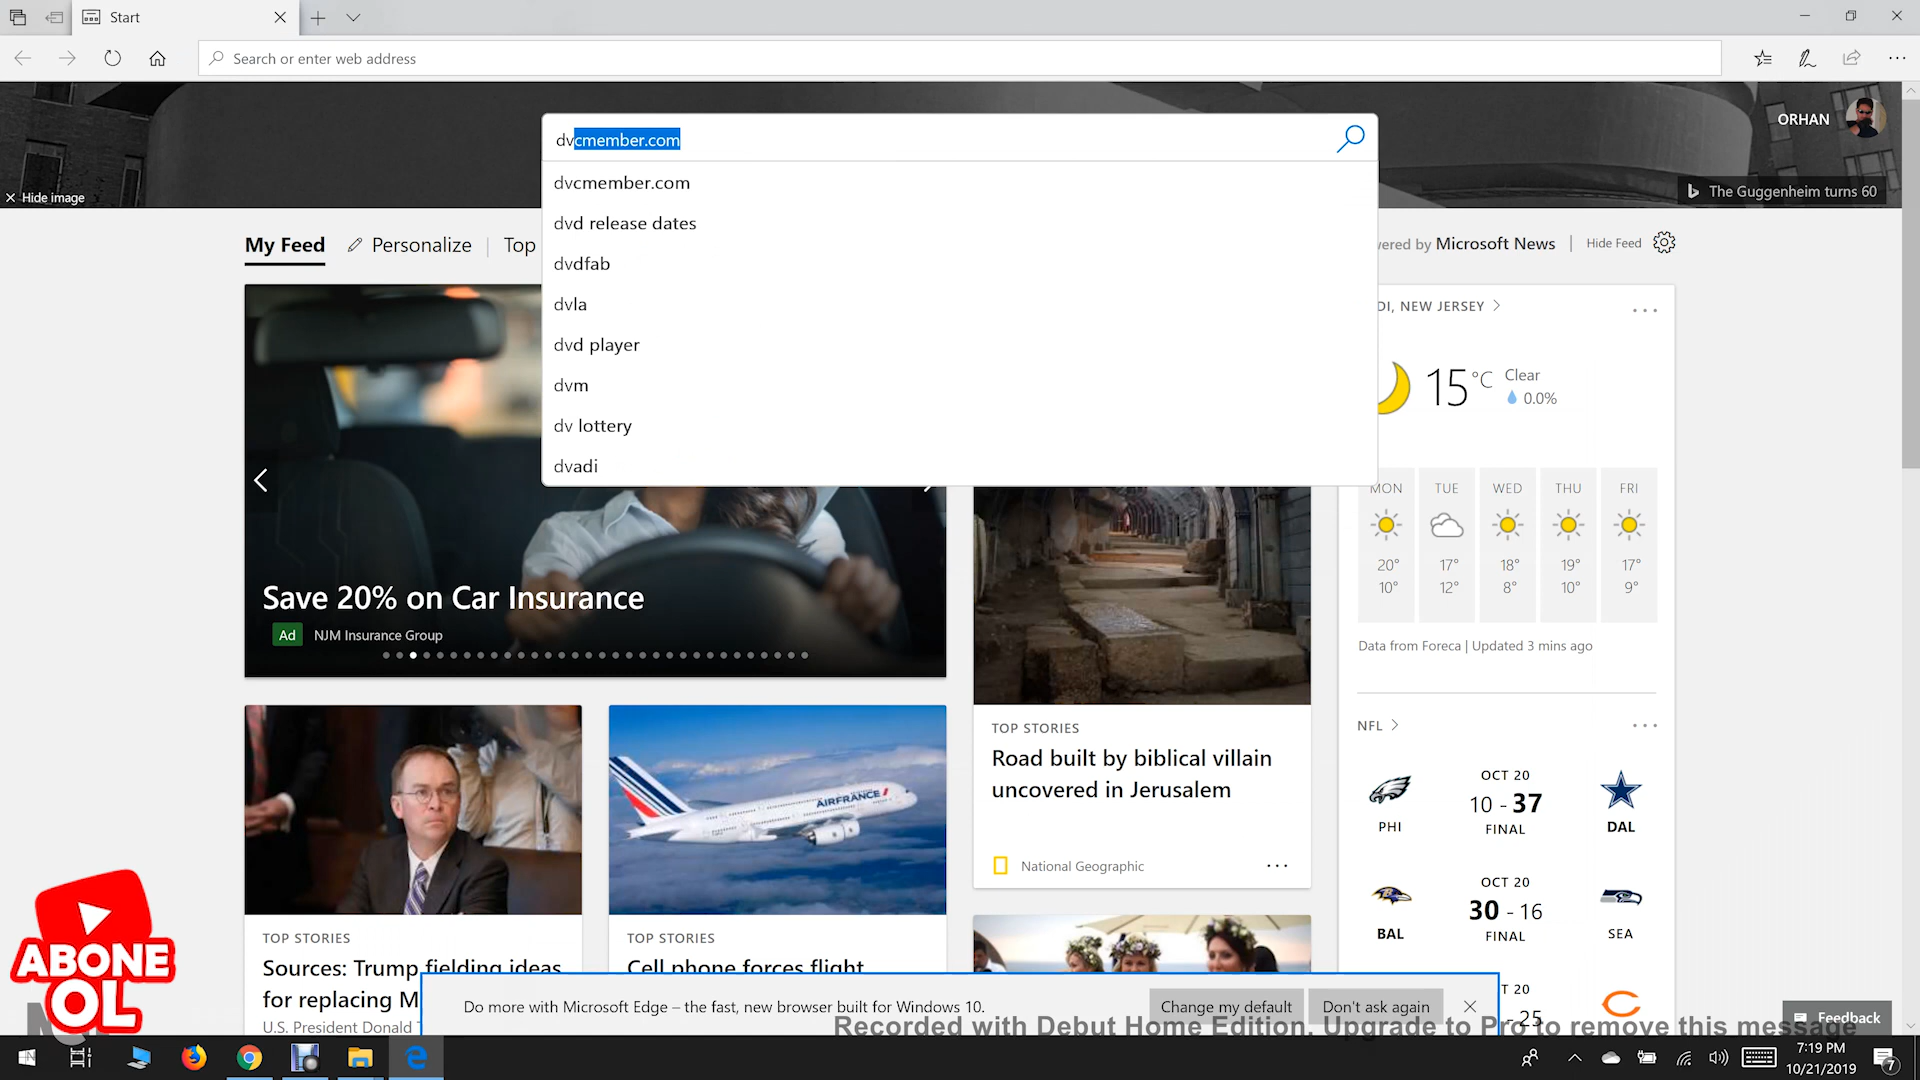 Start
Search or enter web address
dvcmember.com
ORHAN
Hide image
The Guggenheim turns 60
dvcmember.com
dvd release dates
dvdfab
dvla
dvd player
dvm
dv lottery
dvadi
My Feed
Personalize
Top
ered by Microsoft News
Hide Feed
DI, NEW JERSEY
15°C
Clear
0.0%
MON TUE WED THU FRI
20° 17° 18° 19° 17°
10° 12° 8° 10° 9°
Data from Foreca | Updated 3 mins ago
Save 20% on Car Insurance
Ad NJM Insurance Group
TOP STORIES
Road built by biblical villain
uncovered in Jerusalem
National Geographic
NFL
OCT 20
10 - 37
FINAL
PHI
DAL
OCT 20
30 - 16
FINAL
BAL
SEA
T 20
-25
TOP STORIES
Sources: Trump fielding ideas
for replacing M
U.S. President Donald
TOP STORIES
Cell phone forces flight
ABONE
OL
Do more with Microsoft Edge – the fast, new browser built for Windows 10.
Change my default
Don't ask again
Feedback
Recorded with Debut Home Edition. Upgrade to Pro to remove this message
7:19 PM
10/21/2019
7
AIRFRANCE